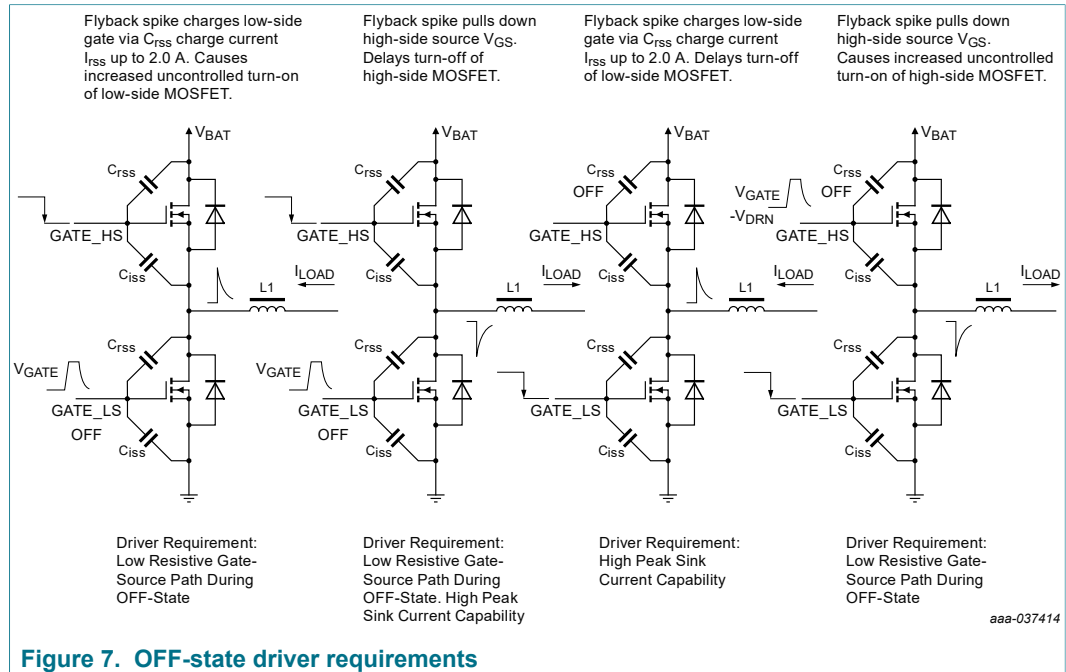 Flyback spike charges low-side
gate via Crss charge current
Irss up to 2.0 A. Causes
increased uncontrolled turn-on
of low-side MOSFET.
Flyback spike pulls down
high-side source VGS.
Delays turn-off of
high-side MOSFET.
Flyback spike charges low-side
gate via Crss charge current
Irss up to 2.0 A. Delays turn-off
of low-side MOSFET.
Flyback spike pulls down
high-side source VGS.
Causes increased uncontrolled
turn-on of high-side MOSFET.
VBAT
Crss
GATE_HS
Ciss
ILOAD
L1
Crss
VGATE
GATE_LS
OFF
Ciss
VBAT
Crss
GATE_HS
Ciss
ILOAD
L1
Crss
VGATE
GATE_LS
OFF
Ciss
VBAT
Crss
OFF
GATE_HS
Ciss
ILOAD
L1
Crss
GATE_LS
Ciss
VBAT
Crss
OFF
VGATE
-VDRN
GATE_HS
Ciss
ILOAD
L1
Crss
GATE_LS
Ciss
Driver Requirement:
Low Resistive Gate-
Source Path During
OFF-State
Driver Requirement:
Low Resistive Gate-
Source Path During
OFF-State. High Peak
Sink Current Capability
Driver Requirement:
High Peak Sink
Current Capability
Driver Requirement:
Low Resistive Gate-
Source Path During
OFF-State
aaa-037414
Figure 7. OFF-state driver requirements